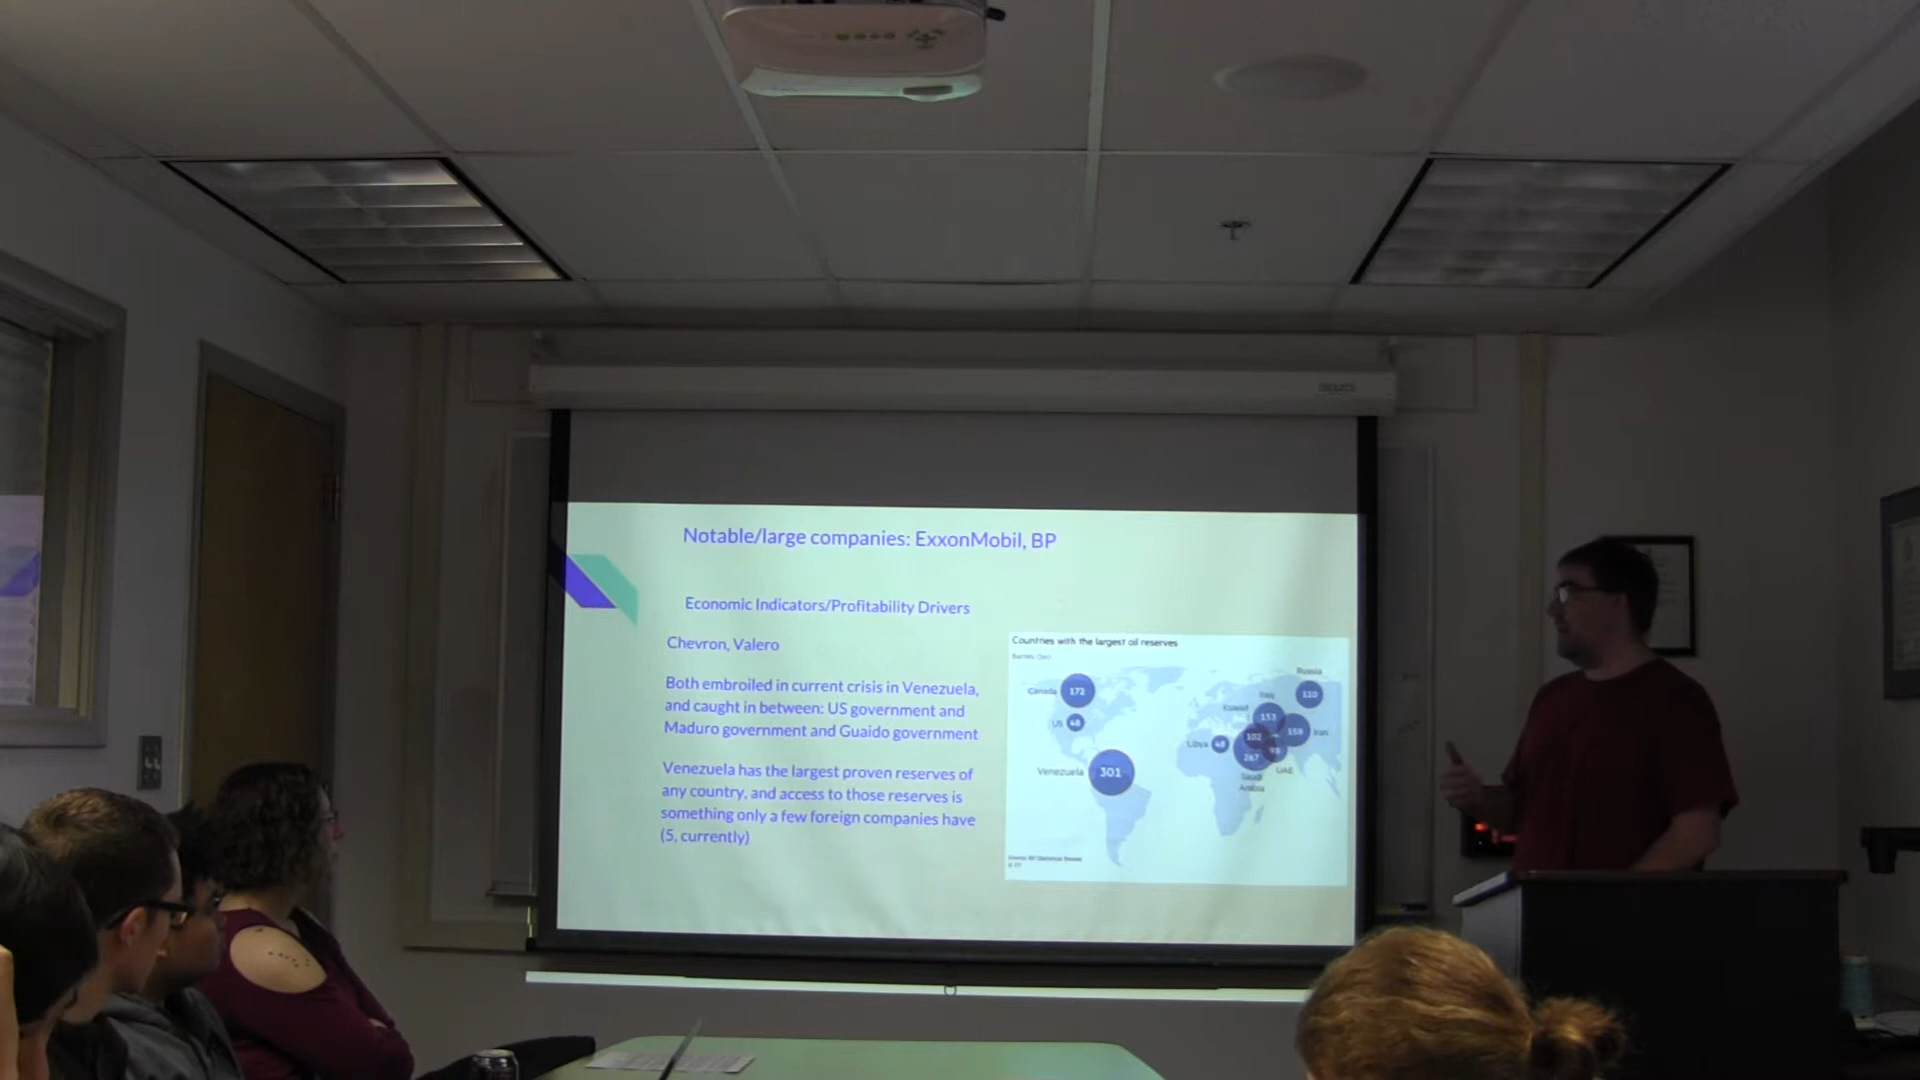 Notable/large companies: ExxonMobil, BP
Economic Indicators/Profitability Drivers
Chevron, Valero
Both embroiled in current crisis in Venezuela,
and caught in between: US government and
Maduro government and Guaido government
Venezuela has the largest proven reserves of
any country, and access to those reserves is
something only a few foreign companies have
(5, currently)
Countries with the largest oil reserves
Russia
110
Canada 172
Iraq
Kuwait 153
US 48
158 Iran
Libya 48
102
98
267
UAE
Saudi
Arabia
Venezuela 301